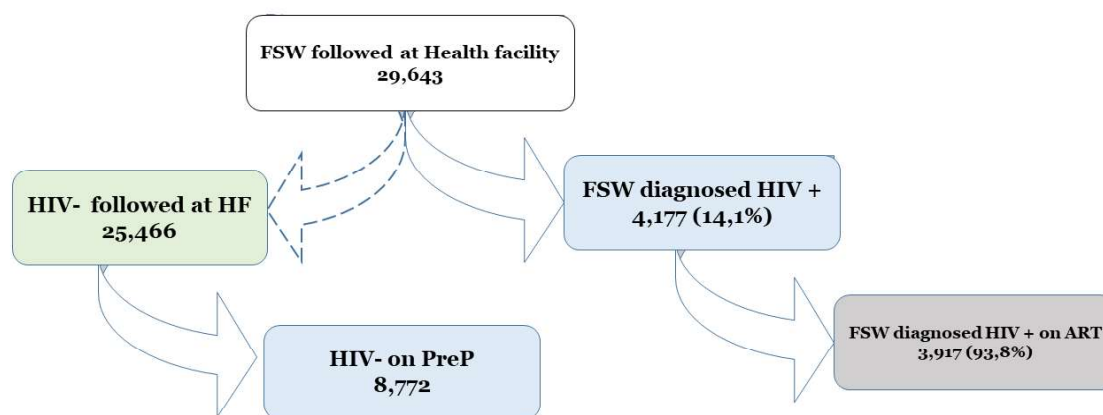 FSW followed at Health facility
29,643
HIV- followed at HF
25,466
FSW diagnosed HIV +
4,177 (14,1%)
HIV- on PreP
8,772
FSW diagnosed HIV + on ART
3,917 (93,8%)